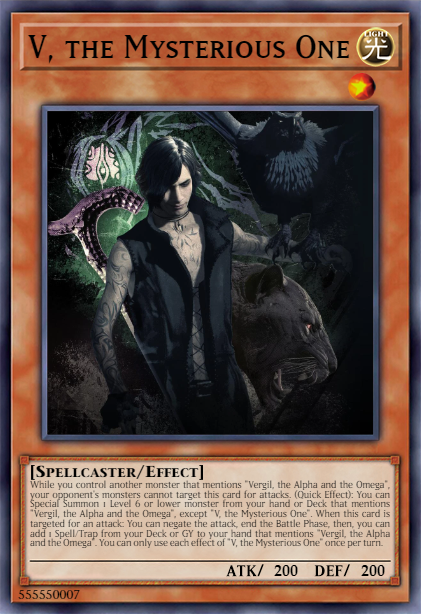 V, the Mysterious One
LIGHT
光
[Spellcaster/Effect]
While you control another monster that mentions "Vergil, the Alpha and the Omega",
your opponent's monsters cannot target this card for attacks. (Quick Effect): You can
Special Summon 1 Level 6 or lower monster from your hand or Deck that mentions
"Vergil, the Alpha and the Omega", except "V, the Mysterious One". When this card is
targeted for an attack: You can negate the attack, end the Battle Phase, then, you can
add 1 Spell/Trap from your Deck or GY to your hand that mentions "Vergil, the Alpha
and the Omega". You can only use each effect of "V, the Mysterious One" once per turn.
ATK/ 200 DEF/ 200
555550007